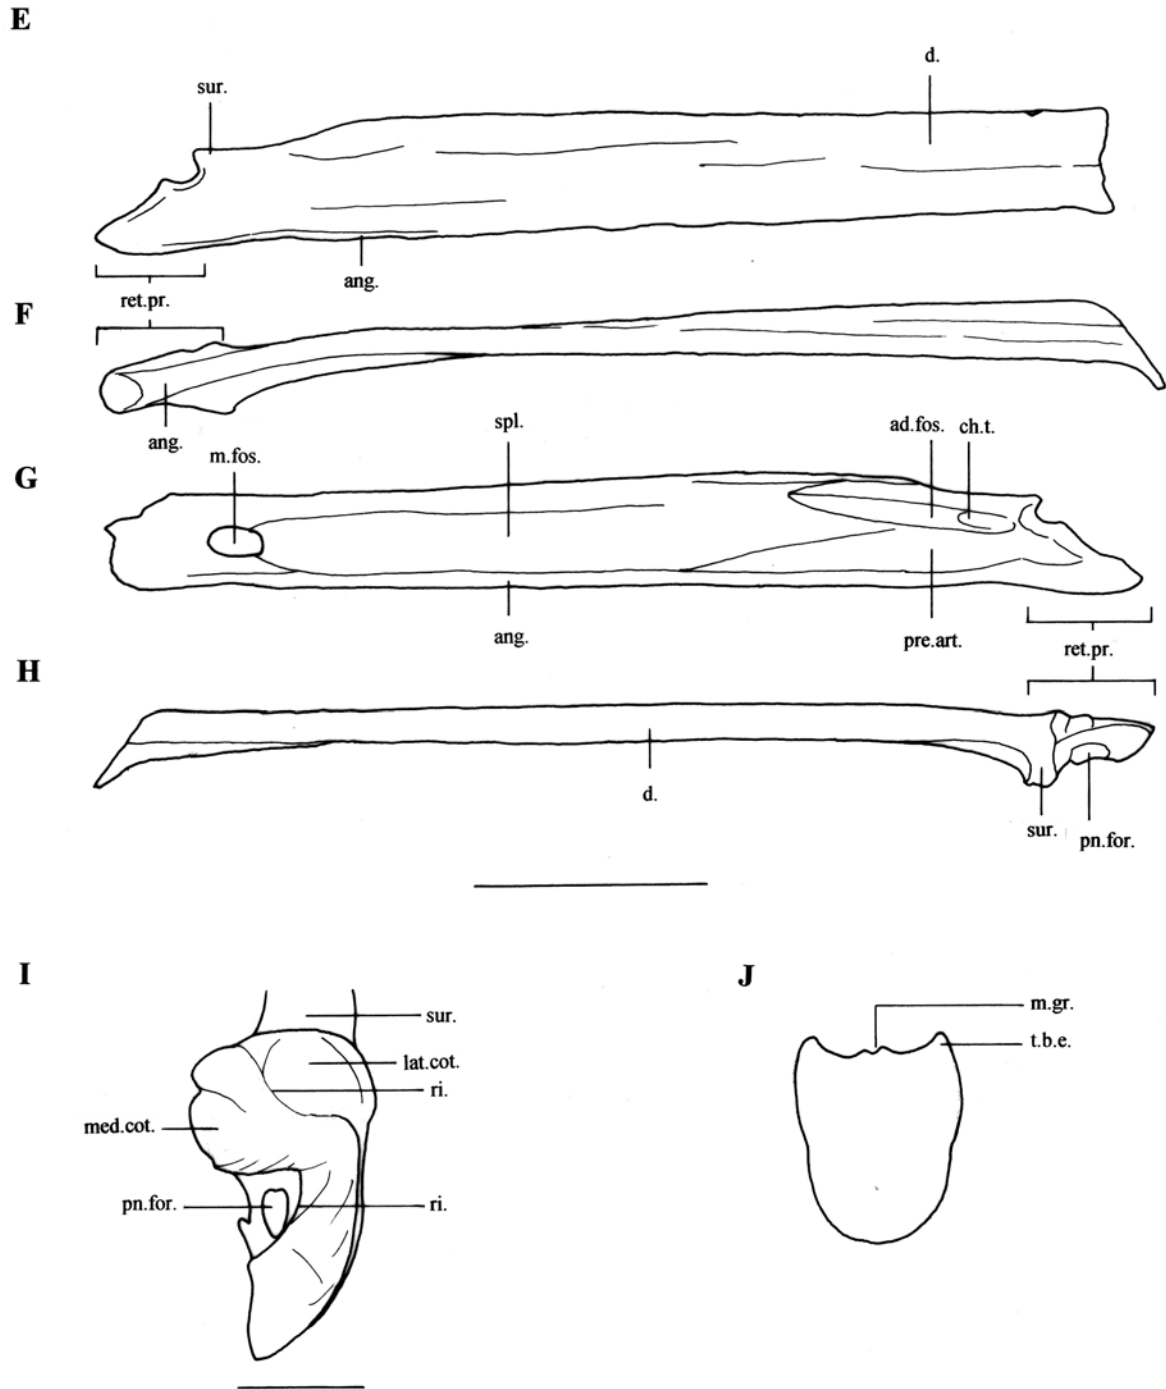 E
sur.
d.
ang.
ret.pr.
F
ang.
G
m.fos.
spl.
ad.fos.
ch.t.
ang.
pre.art.
ret.pr.
H
d.
sur.
pn.for.
I
sur.
lat.cot.
ri.
med.cot.
pn.for.
ri.
J
m.gr.
t.b.e.